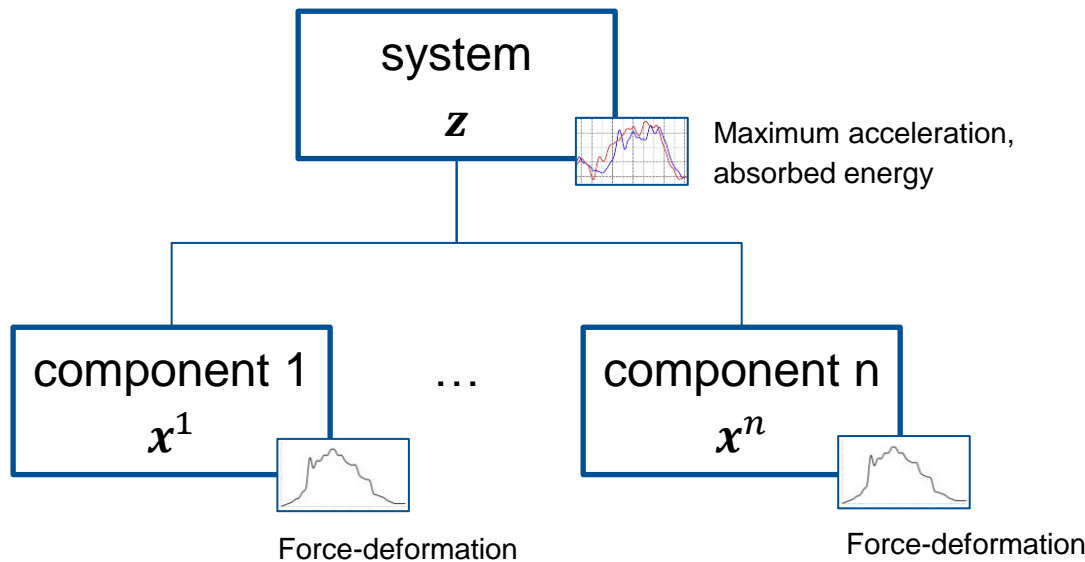 system
z
Maximum acceleration,
absorbed energy
component 1
x¹
…
component n
xⁿ
Force-deformation
Force-deformation